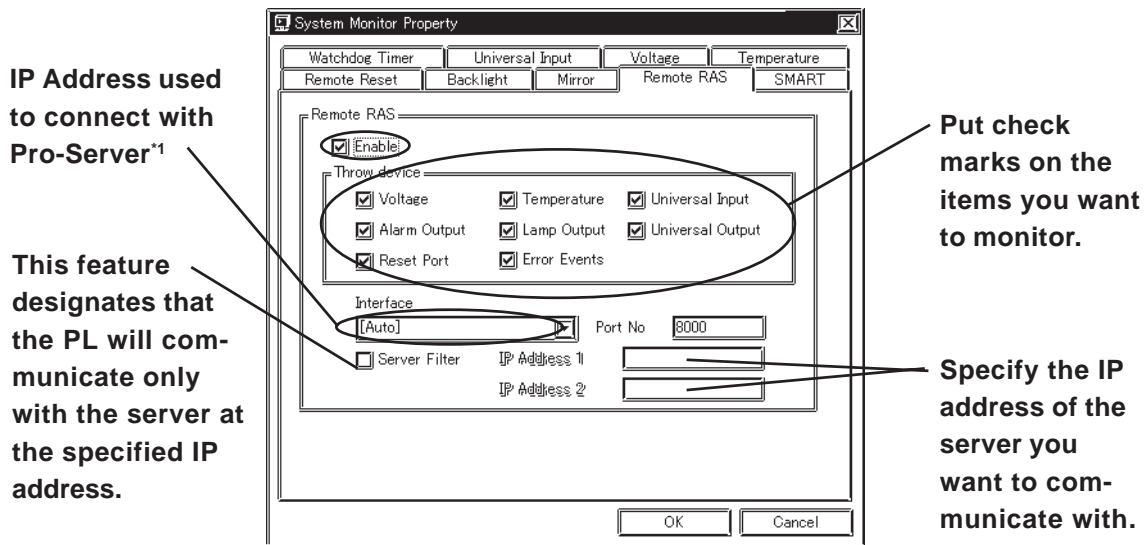 System Monitor Property
Watchdog Timer Universal Input Voltage Temperature
Remote Reset Backlight Mirror Remote RAS SMART
IP Address used
to connect with
Pro-Server*1
This feature
designates that
the PL will com-
municate only
with the server at
the specified IP
address.
Remote RAS
Enable
Throw device
Voltage Temperature Universal Input
Alarm Output Lamp Output Universal Output
Reset Port Error Events
Interface
[Auto] Port No 8000
Server Filter IP Address 1
IP Address 2
OK Cancel
Put check
marks on the
items you want
to monitor.
Specify the IP
address of the
server you
want to com-
municate with.